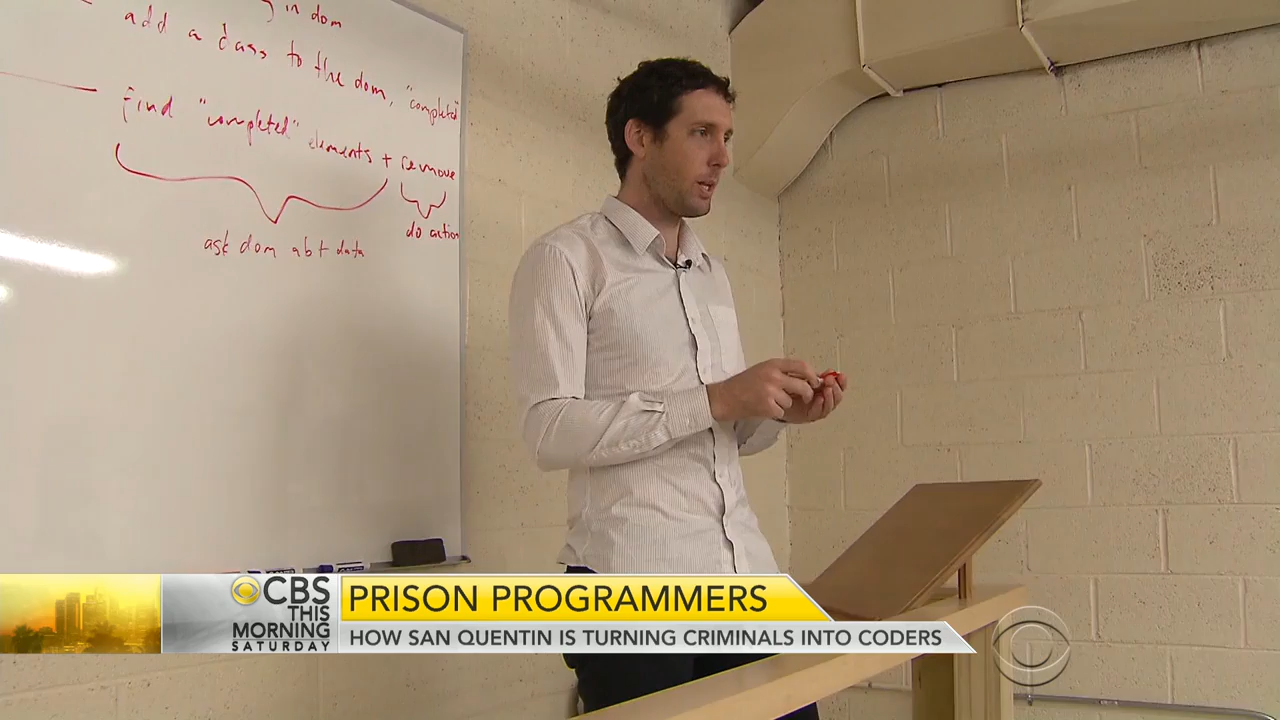 in dom
add a class to the dom, "completed"
find "completed" elements + remove
ask dom abt data
do action
CBS
THIS
MORNING
SATURDAY
PRISON PROGRAMMERS
HOW SAN QUENTIN IS TURNING CRIMINALS INTO CODERS